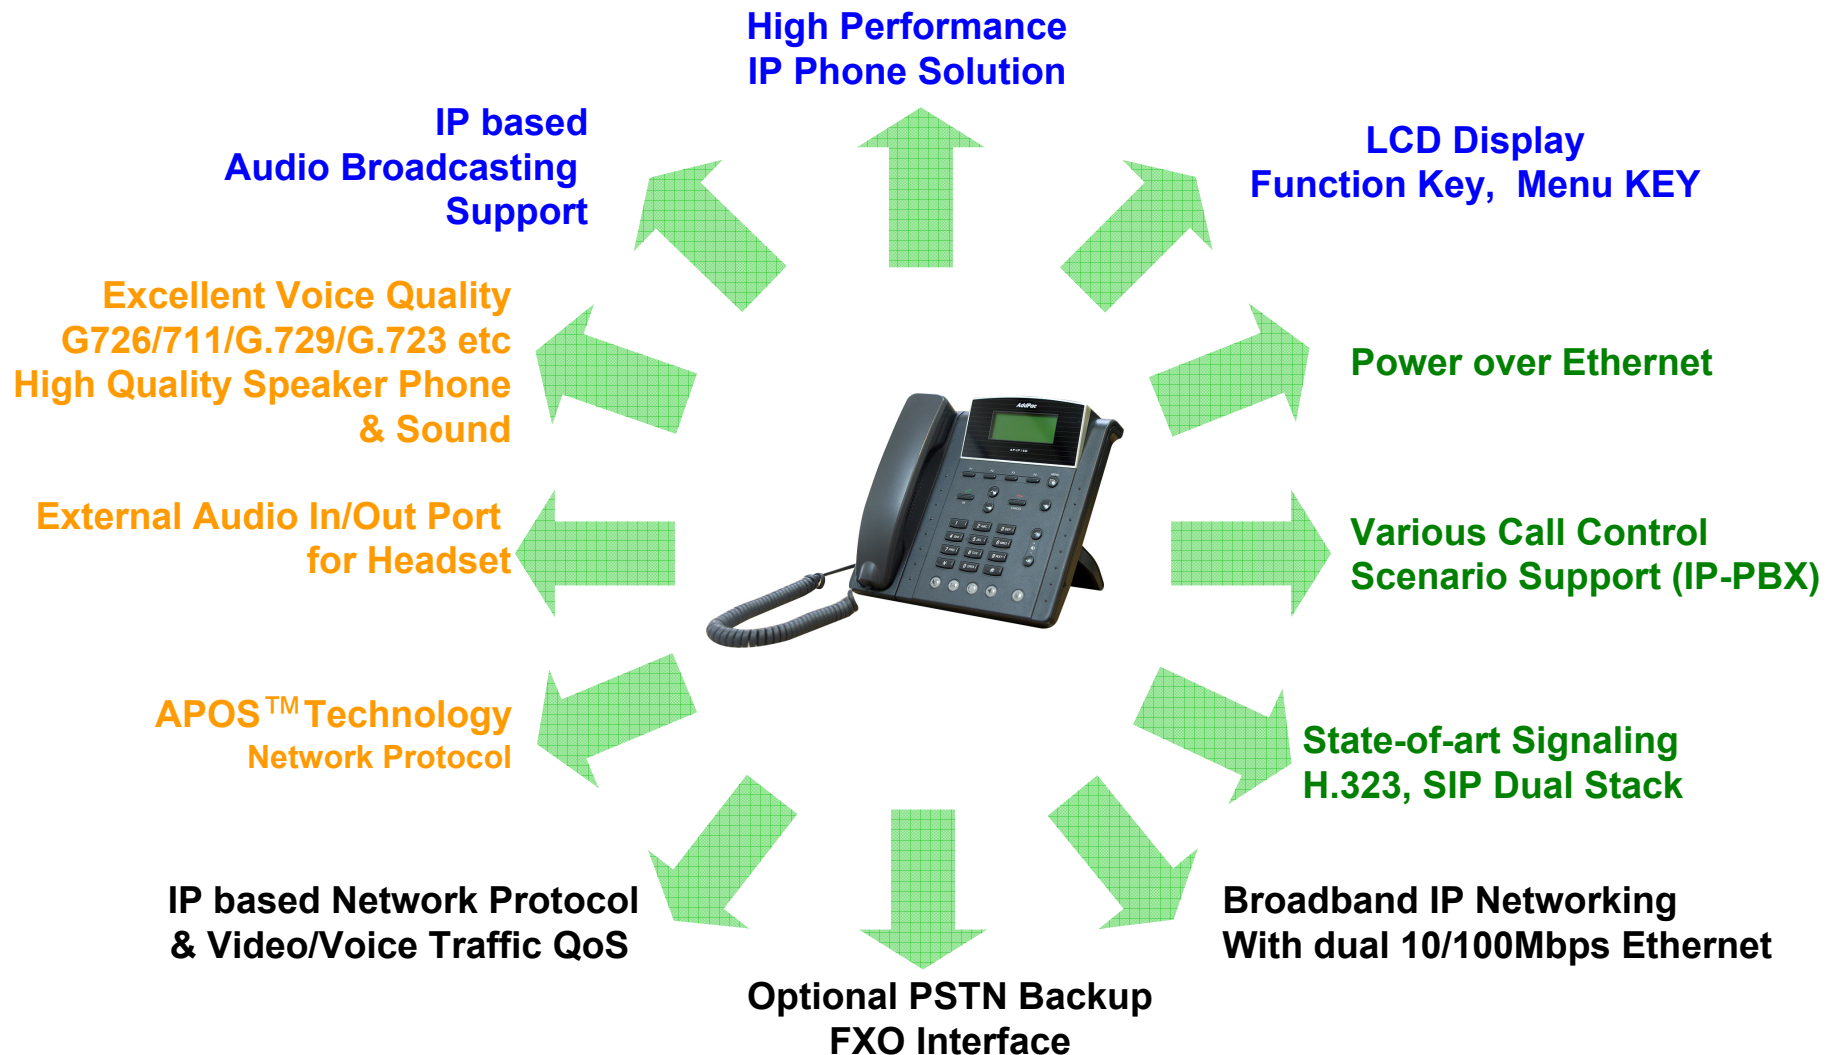 High Performance
IP Phone Solution
IP based
Audio Broadcasting
Support
LCD Display
Function Key, Menu KEY
Excellent Voice Quality
G726/711/G.729/G.723 etc
High Quality Speaker Phone
& Sound
Power over Ethernet
AddPac
External Audio In/Out Port
for Headset
Various Call Control
Scenario Support (IP-PBX)
APOS™Technology
Network Protocol
State-of-art Signaling
H.323, SIP Dual Stack
IP based Network Protocol
& Video/Voice Traffic QoS
Broadband IP Networking
With dual 10/100Mbps Ethernet
Optional PSTN Backup
FXO Interface